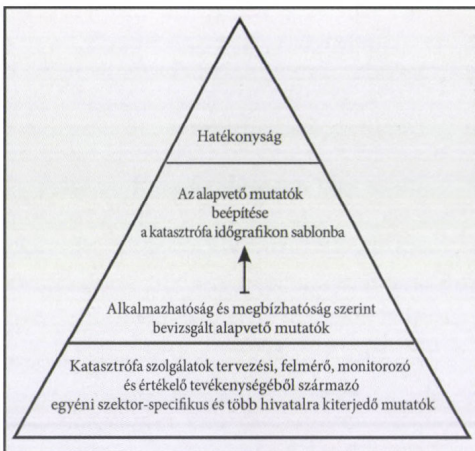 Hatékonyság
Az alapvető mutatók
beépítése
a katasztrófa időgrafikon sablonba
Alkalmazhatóság és megbízhatóság szerint
bevizsgált alapvető mutatók
Katasztrófa szolgálatok tervezési, felmérő, monitorozó
és értékelő tevékenységéből származó
egyéni szektor-specifikus és több hivatalra kiterjedő mutatók